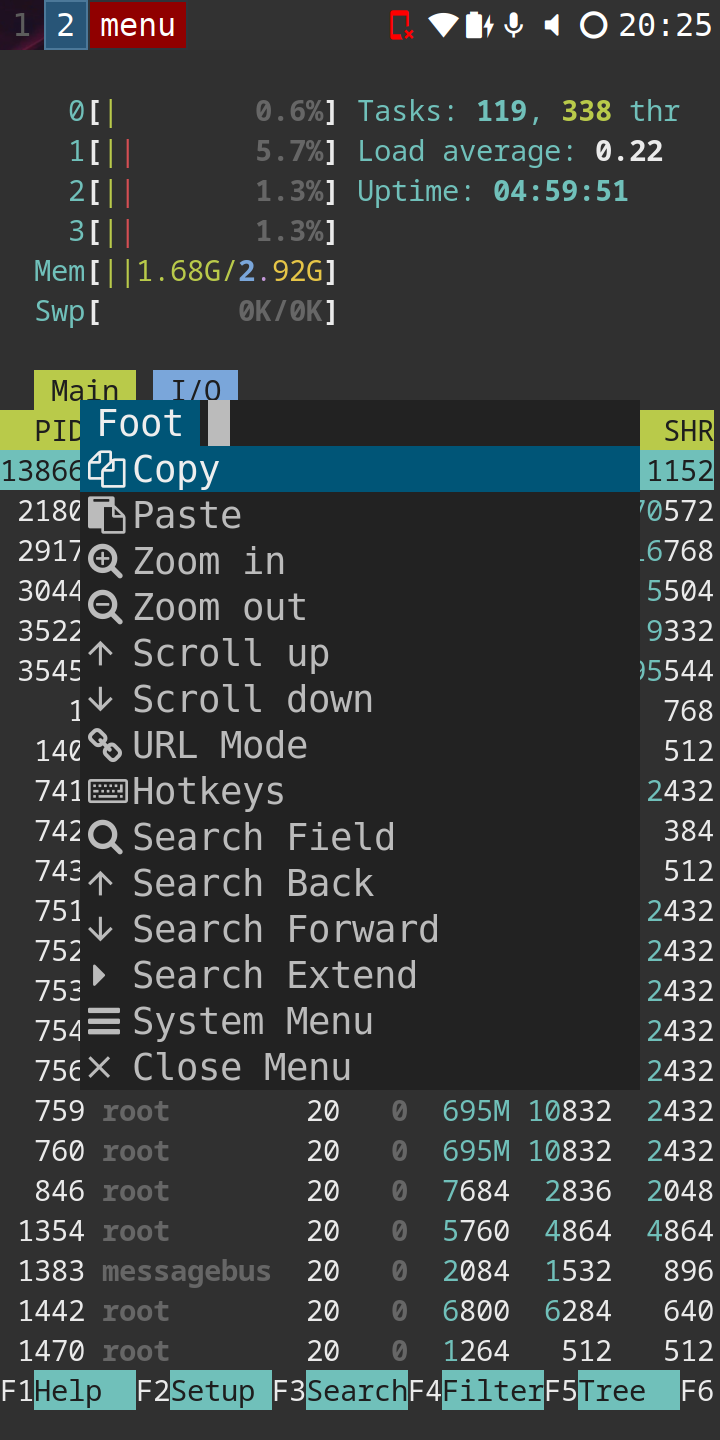 1 2 menu 20:25
0[| 0.6%] Tasks: 119, 338 thr
1[|| 5.7%] Load average: 0.22
2[|| 1.3%] Uptime: 04:59:51
3[|| 1.3%]
Mem[||1.68G/2.92G]
Swp[ 0K/0K]
Main I/O
PID SHR
Foot
13866 1152
Copy
2180 70572
Paste
2917 16768
Zoom in
3044 5504
Zoom out
3522 9332
Scroll up
3545 95544
Scroll down
1 768
URL Mode
140 512
Hotkeys
741 2432
Search Field
742 384
Search Back
743 512
751 2432
Search Forward
752 2432
Search Extend
753 2432
System Menu
754 2432
Close Menu
756 2432
759 root 20 0 695M 10832 2432
760 root 20 0 695M 10832 2432
846 root 20 0 7684 2836 2048
1354 root 20 0 5760 4864 4864
1383 messagebus 20 0 2084 1532 896
1442 root 20 0 6800 6284 640
1470 root 20 0 1264 512 512
F1Help F2Setup F3SearchF4FilterF5Tree F6